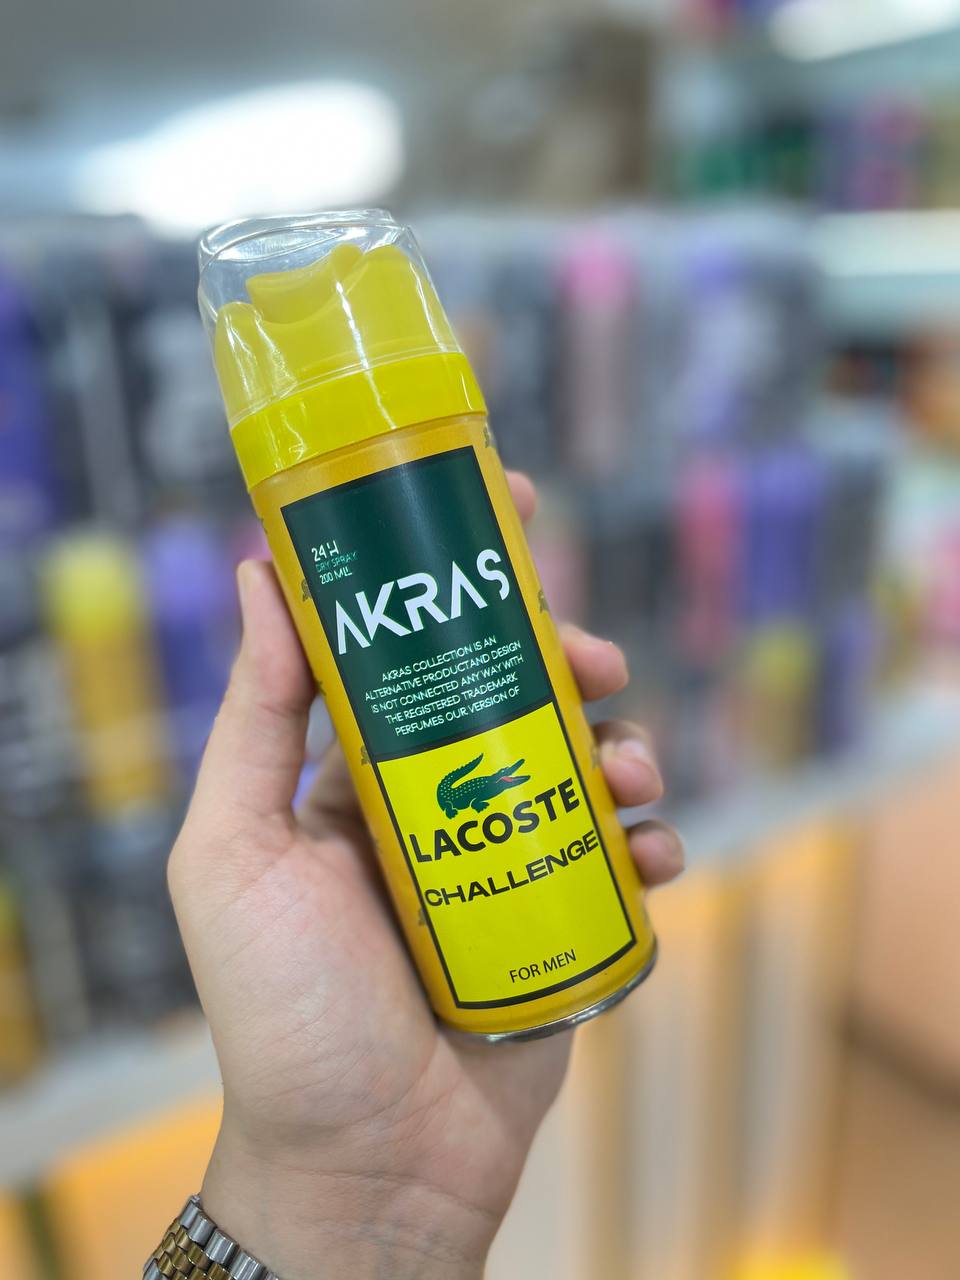 24 H
DRY SPRAY
200 ML
AKRAS
AKRAS COLLECTION IS AN
ALTERNATIVE PRODUCTAND DESIGN
IS NOT CONNECTED ANY WAY WITH
THE REGISTERED TRADEMARK
PERFUMES OUR VERSION OF
LACOSTE
CHALLENGE
FOR MEN